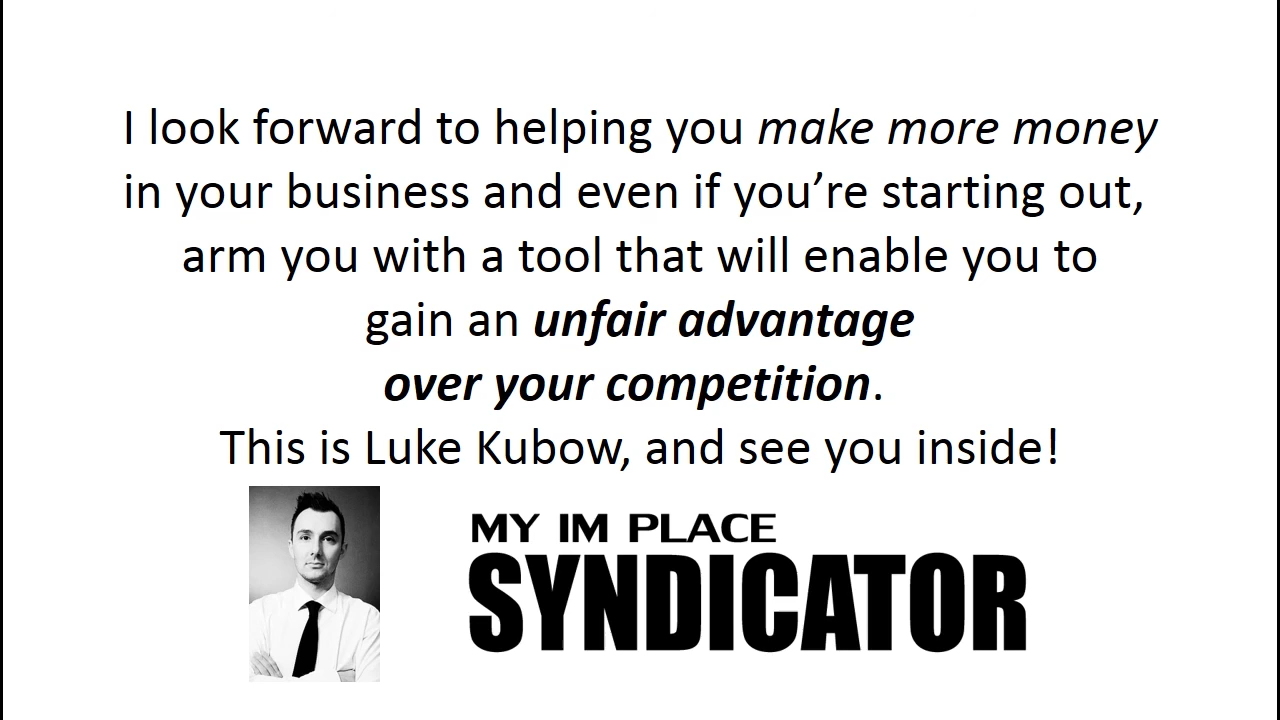 I look forward to helping you make more money
in your business and even if you’re starting out,
arm you with a tool that will enable you to
gain an unfair advantage
over your competition.
This is Luke Kubow, and see you inside!
MY IM PLACE
SYNDICATOR